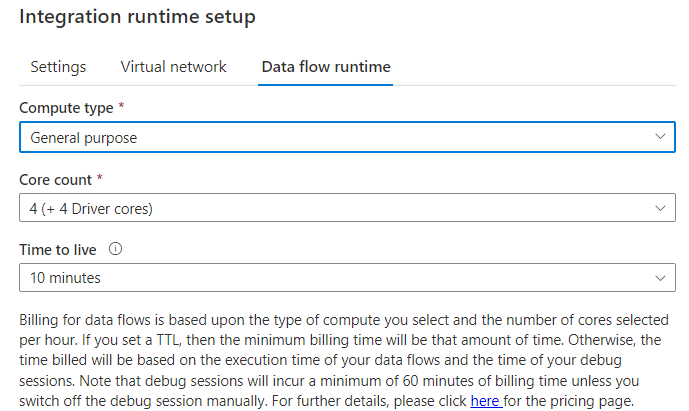 Integration runtime setup
Settings Virtual network Data flow runtime
Compute type *
General purpose
Core count *
4 (+ 4 Driver cores)
Time to live
10 minutes
Billing for data flows is based upon the type of compute you select and the number of cores selected
per hour. If you set a TTL, then the minimum billing time will be that amount of time. Otherwise, the
time billed will be based on the execution time of your data flows and the time of your debug
sessions. Note that debug sessions will incur a minimum of 60 minutes of billing time unless you
switch off the debug session manually. For further details, please click here for the pricing page.